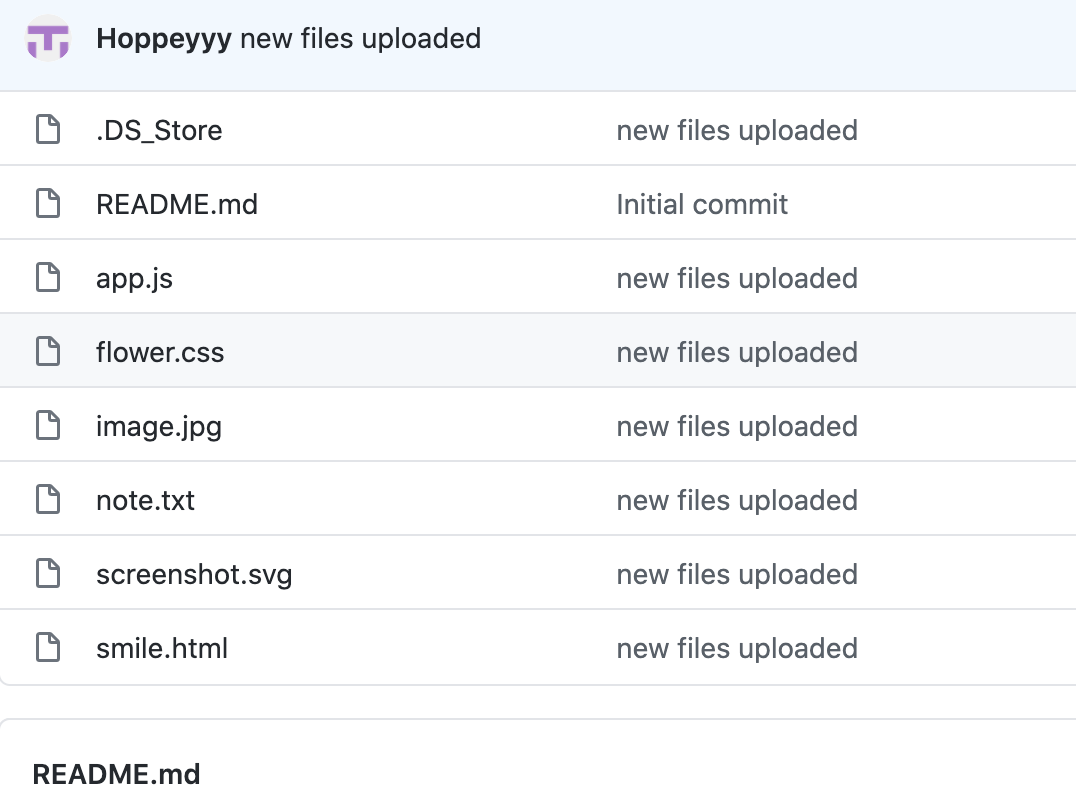 Hoppeyyy new files uploaded
.DS_Store new files uploaded
README.md Initial commit
app.js new files uploaded
flower.css new files uploaded
image.jpg new files uploaded
note.txt new files uploaded
screenshot.svg new files uploaded
smile.html new files uploaded
README.md